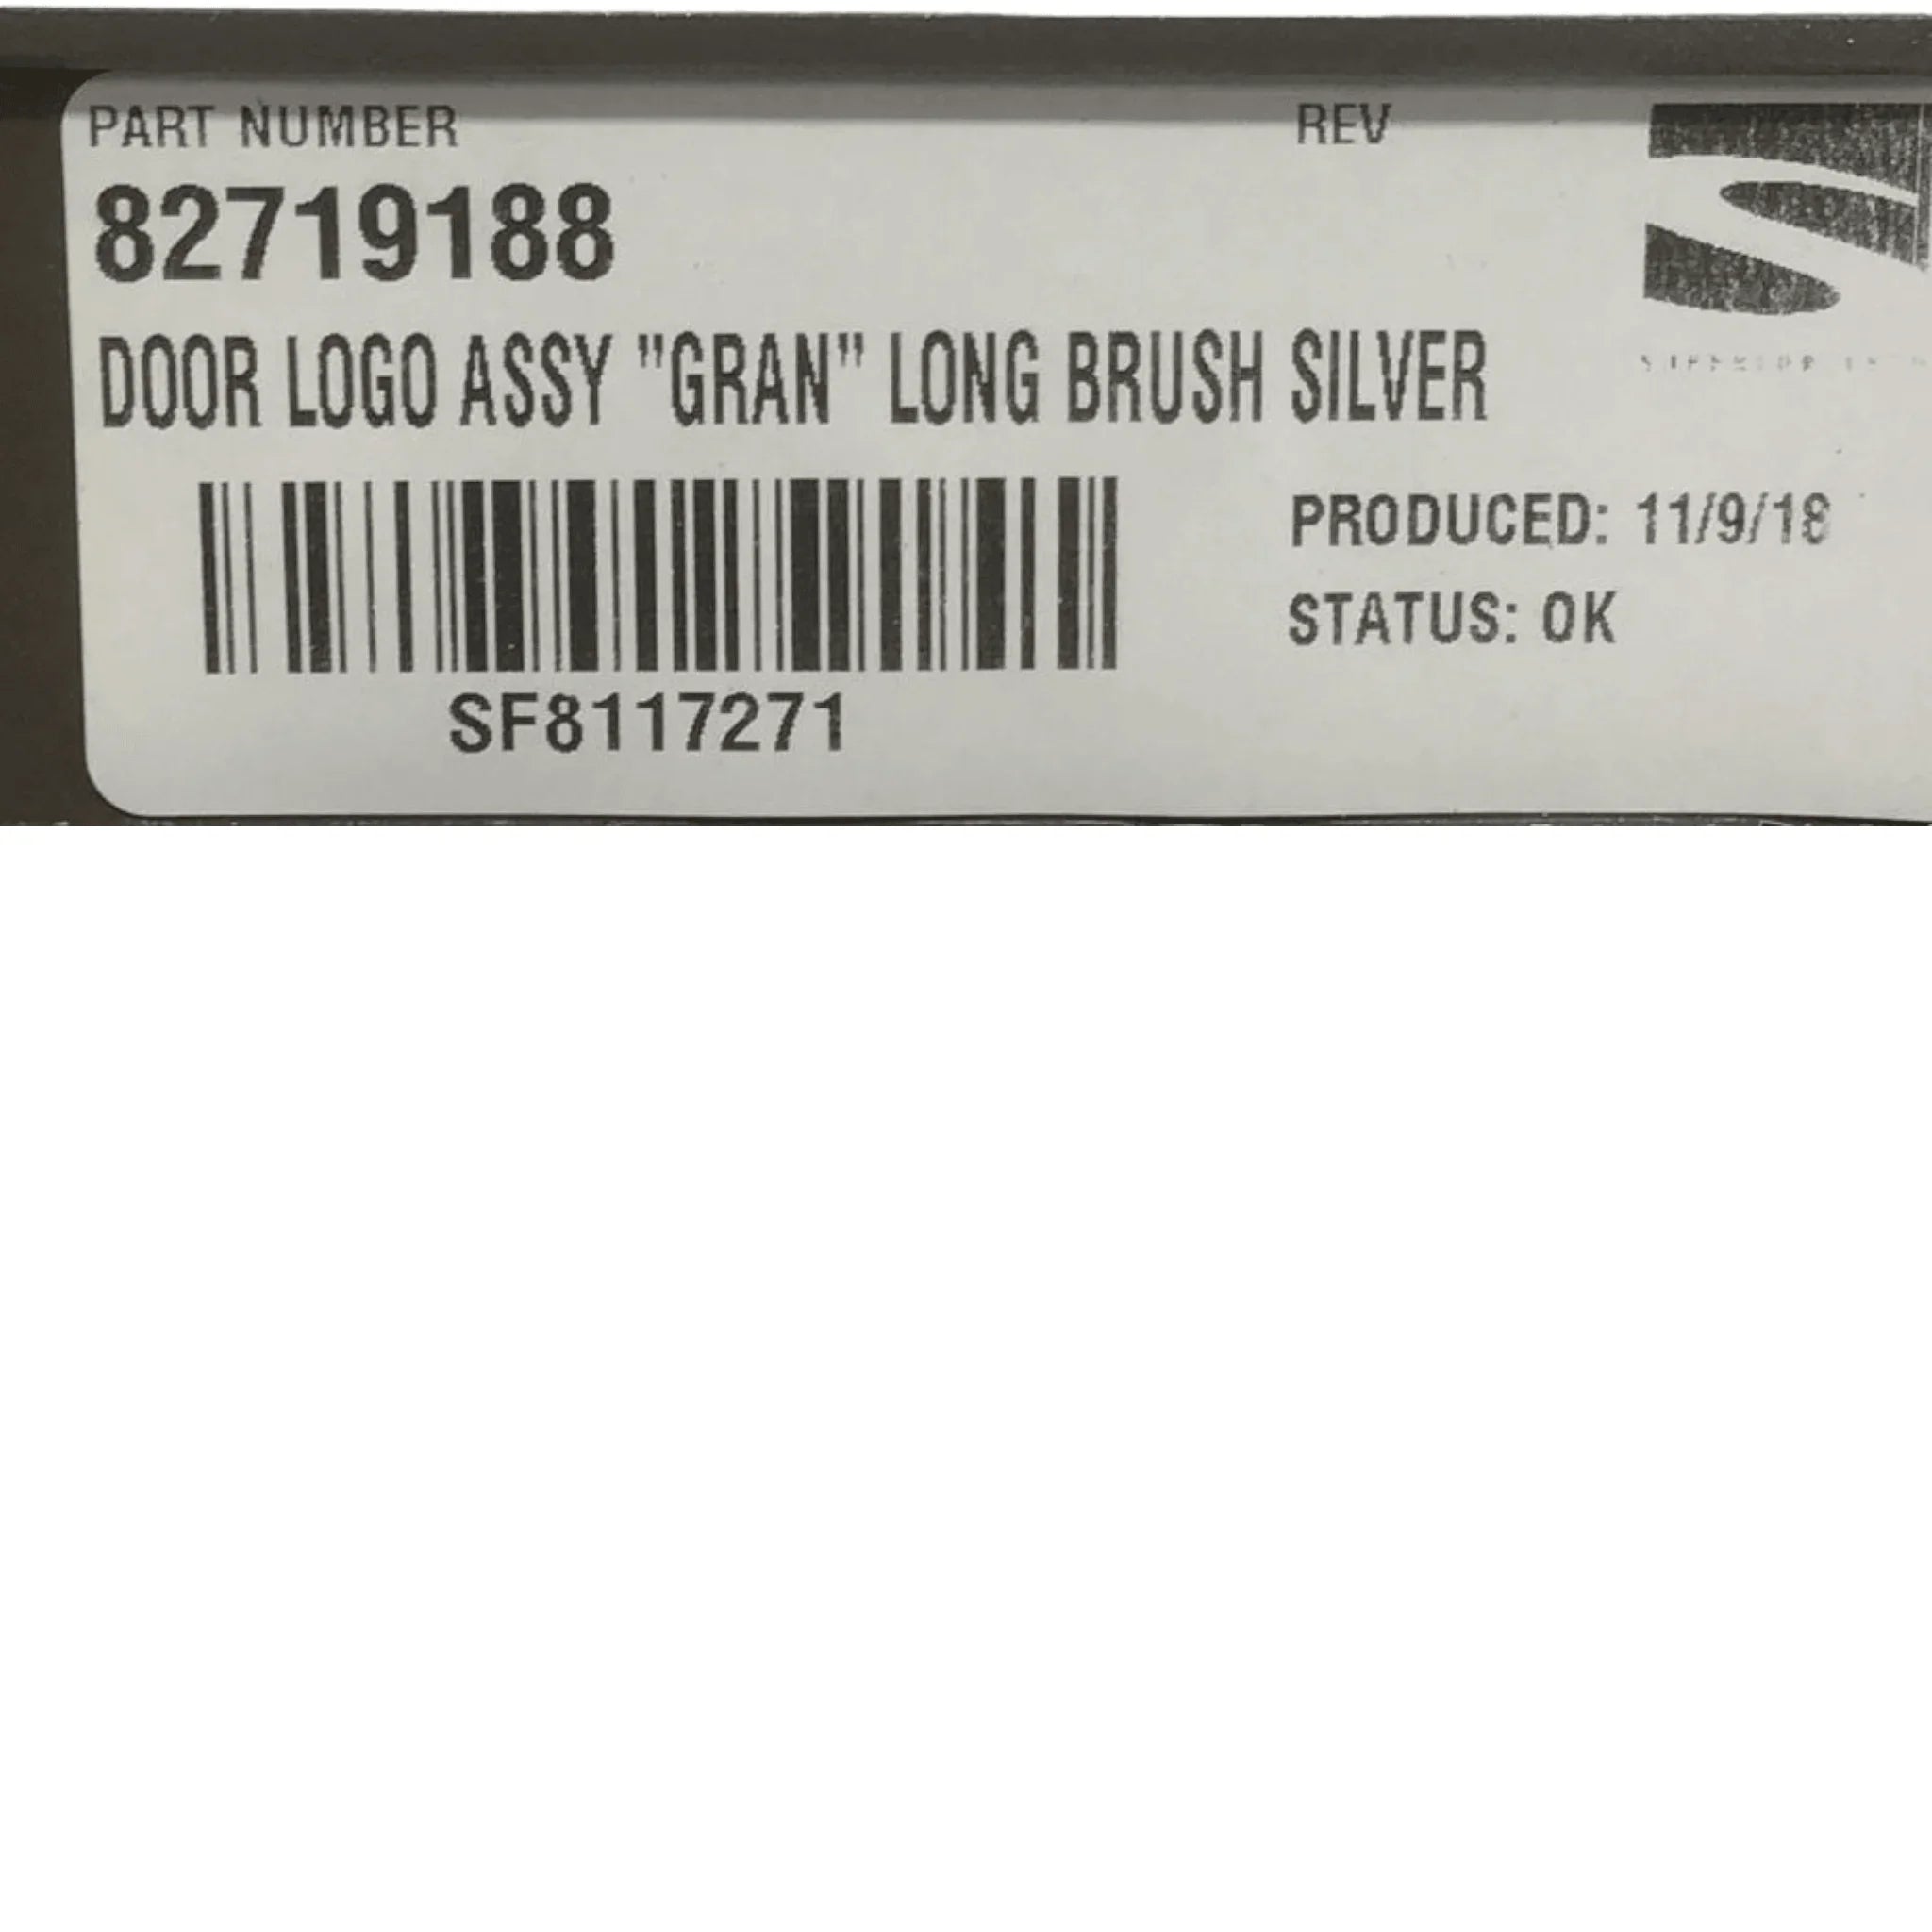 PART NUMBER
REV
82719188
DOOR LOGO ASSY "GRAN" LONG BRUSH SILVER
PRODUCED: 11/9/18
STATUS: OK
SF8117271